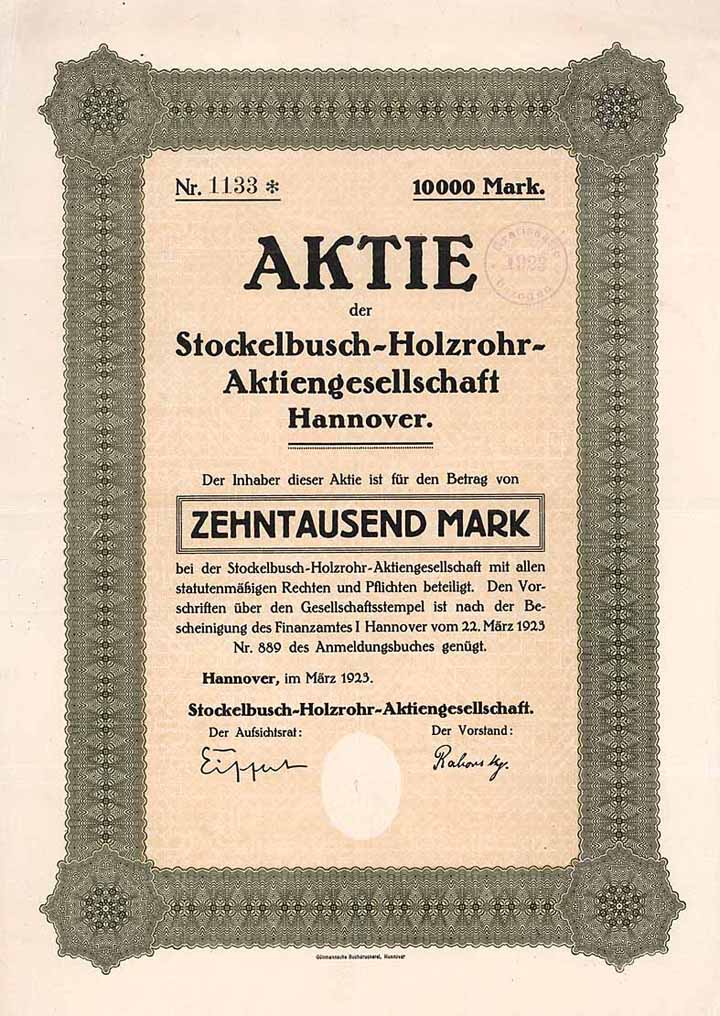 Nr. 1133 *
10000 Mark.
AKTIE
1923
der
Stockelbusch-Holzrohr-
Aktiengesellschaft
Hannover.
Der Inhaber dieser Aktie ist für den Betrag von
ZEHNTAUSEND MARK
bei der Stockelbusch-Holzrohr-Aktiengesellschaft mit allen
statutenmäßigen Rechten und Pflichten beteiligt. Den Vor-
schriften über den Gesellschaftsstempel ist nach der Be-
scheinigung des Finanzamtes I Hannover vom 22. März 1923
Nr. 889 des Anmeldungsbuches genügt.
Hannover, im März 1923.
Stockelbusch-Holzrohr-Aktiengesellschaft.
Der Aufsichtsrat:
Der Vorstand: